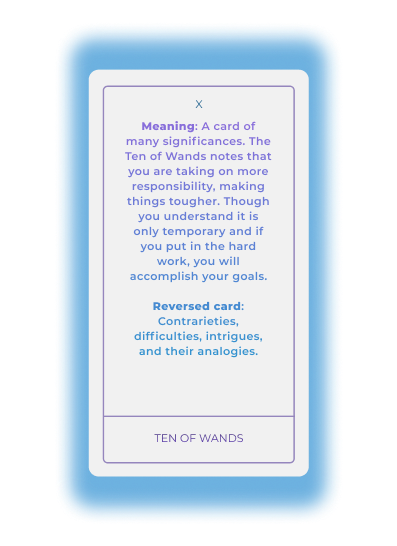 X
Meaning: A card of
many significances. The
Ten of Wands notes that
you are taking on more
responsibility, making
things tougher. Though
you understand it is
only temporary and if
you put in the hard
work, you will
accomplish your goals.
Reversed card:
Contrarieties,
difficulties, intrigues,
and their analogies.
TEN OF WANDS